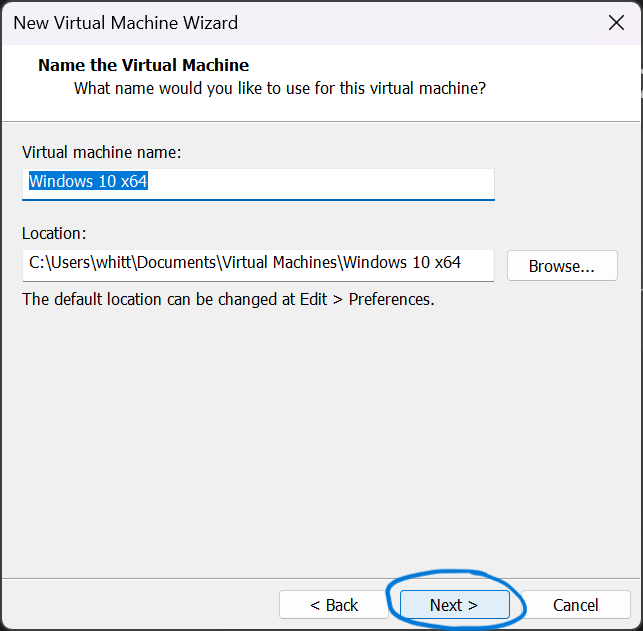 New Virtual Machine Wizard
Name the Virtual Machine
What name would you like to use for this virtual machine?
Virtual machine name:
Windows 10 x64
Location:
C:\Users\whitt\Documents\Virtual Machines\Windows 10 x64
Browse...
The default location can be changed at Edit > Preferences.
< Back
Next >
Cancel